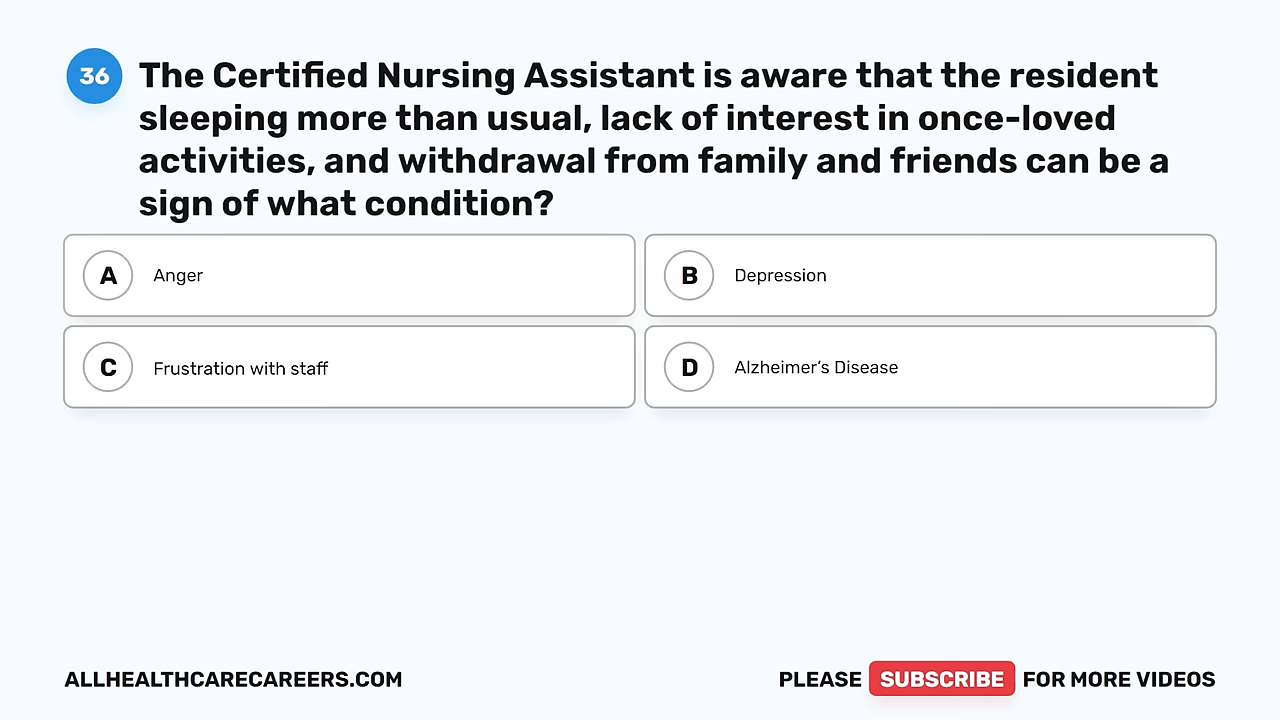 36
The Certified Nursing Assistant is aware that the resident
sleeping more than usual, lack of interest in once-loved
activities, and withdrawal from family and friends can be a
sign of what condition?
A Anger
B Depression
C Frustration with staff
D Alzheimer’s Disease
ALLHEALTHCARECAREERS.COM
PLEASE SUBSCRIBE FOR MORE VIDEOS